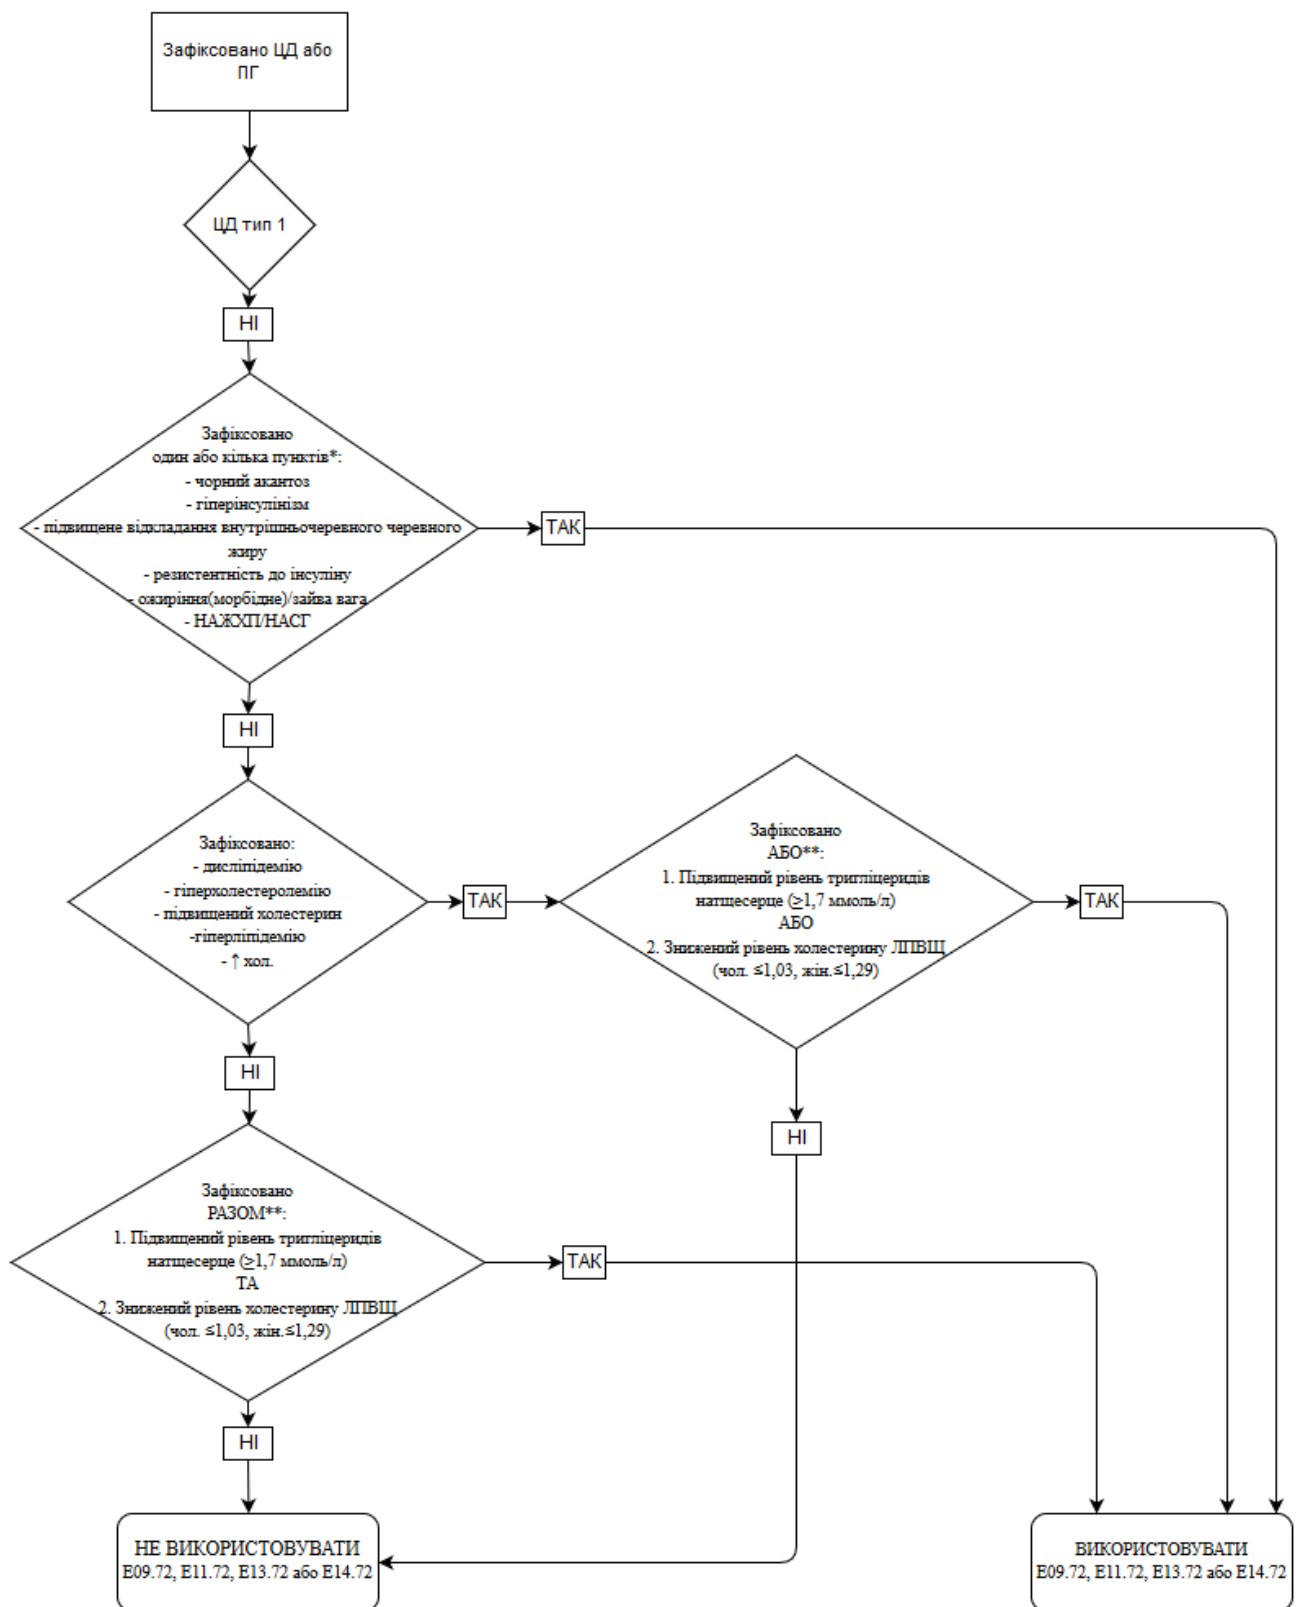 Зафіксовано ЦД або
ПГ
ЦД тип 1
НІ
Зафіксовано
один або кілька пунктів*:
- чорний акантоз
- гіперінсулінізм
- підвищене відкладання внутрішньочеревного черевного
жиру
- резистентність до інсуліну
- ожиріння(морбідне)/зайва вага
- НАЖХП/НАСГ
ТАК
НІ
Зафіксовано:
- дисліпідемію
- гіперхолестеролемію
- підвищений холестерин
-гіперліпідемію
- ↑ хол.
ТАК
Зафіксовано
АБО**:
1. Підвищений рівень тригліцеридів
натщесерце (≥1,7 ммоль/л)
АБО
2. Знижений рівень холестерину ЛПВЩ
(чол. ≤1,03, жін.≤1,29)
ТАК
НІ
НІ
Зафіксовано
РАЗОМ**:
1. Підвищений рівень тригліцеридів
натщесерце (≥1,7 ммоль/л)
ТА
2. Знижений рівень холестерину ЛПВЩ
(чол. ≤1,03, жін.≤1,29)
ТАК
НІ
НЕ ВИКОРИСТОВУВАТИ
E09.72, E11.72, E13.72 або E14.72
ВИКОРИСТОВУВАТИ
E09.72, E11.72, E13.72 або E14.72